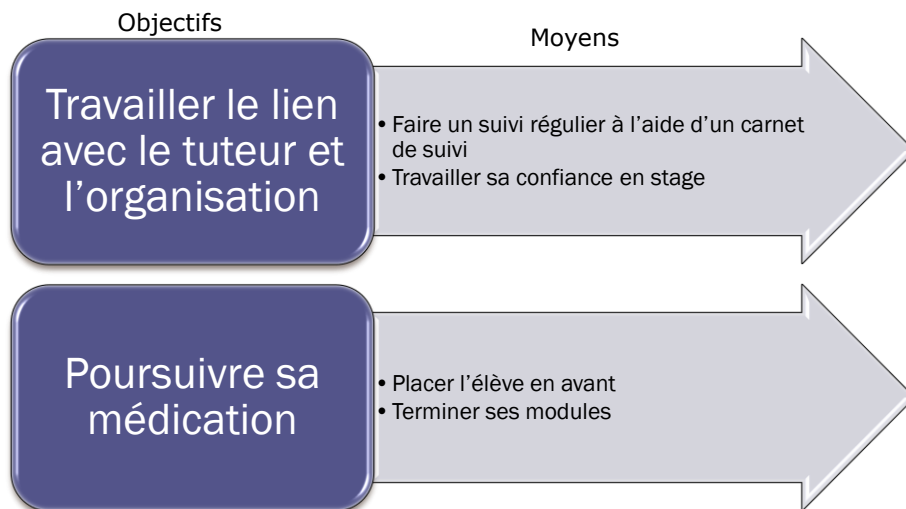 Objectifs
Moyens
Travailler le lien
avec le tuteur et
l’organisation
• Faire un suivi régulier à l’aide d’un carnet
de suivi
• Travailler sa confiance en stage
Poursuivre sa
médication
• Placer l’élève en avant
• Terminer ses modules